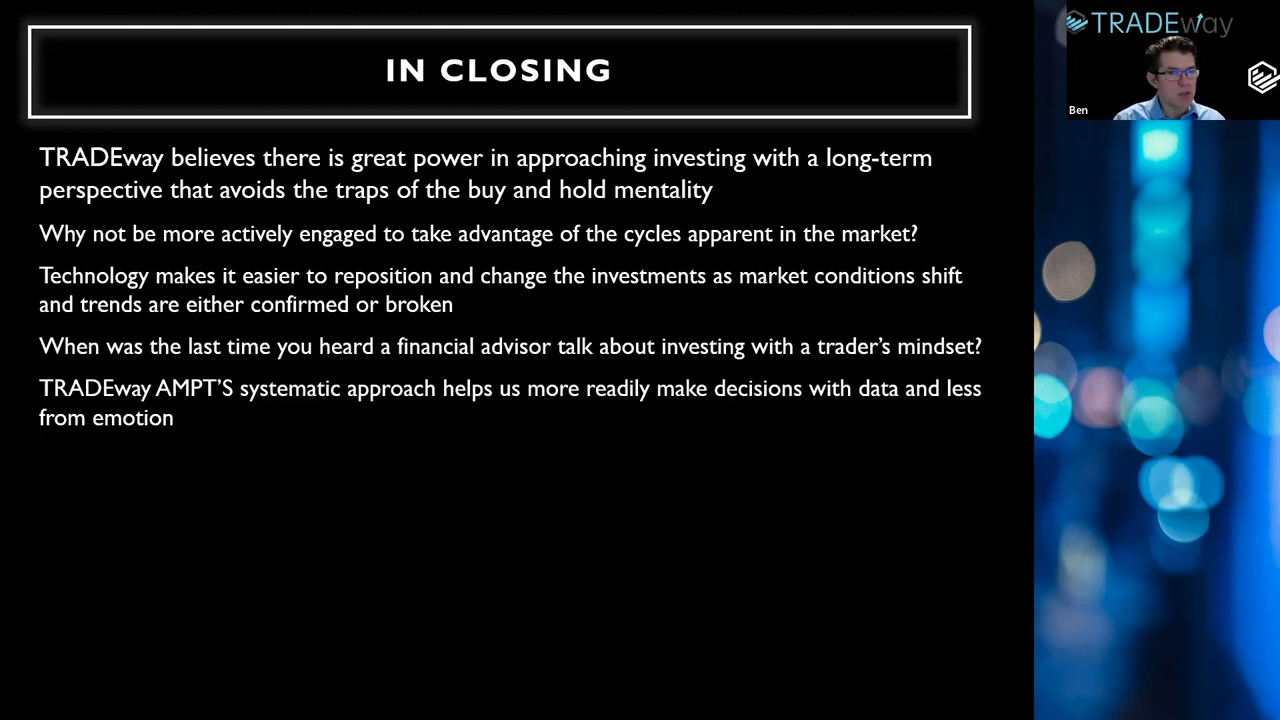 IN CLOSING
TRADEway
Ben
TRADEway believes there is great power in approaching investing with a long-term
perspective that avoids the traps of the buy and hold mentality
Why not be more actively engaged to take advantage of the cycles apparent in the market?
Technology makes it easier to reposition and change the investments as market conditions shift
and trends are either confirmed or broken
When was the last time you heard a financial advisor talk about investing with a trader’s mindset?
TRADEway AMPT’S systematic approach helps us more readily make decisions with data and less
from emotion